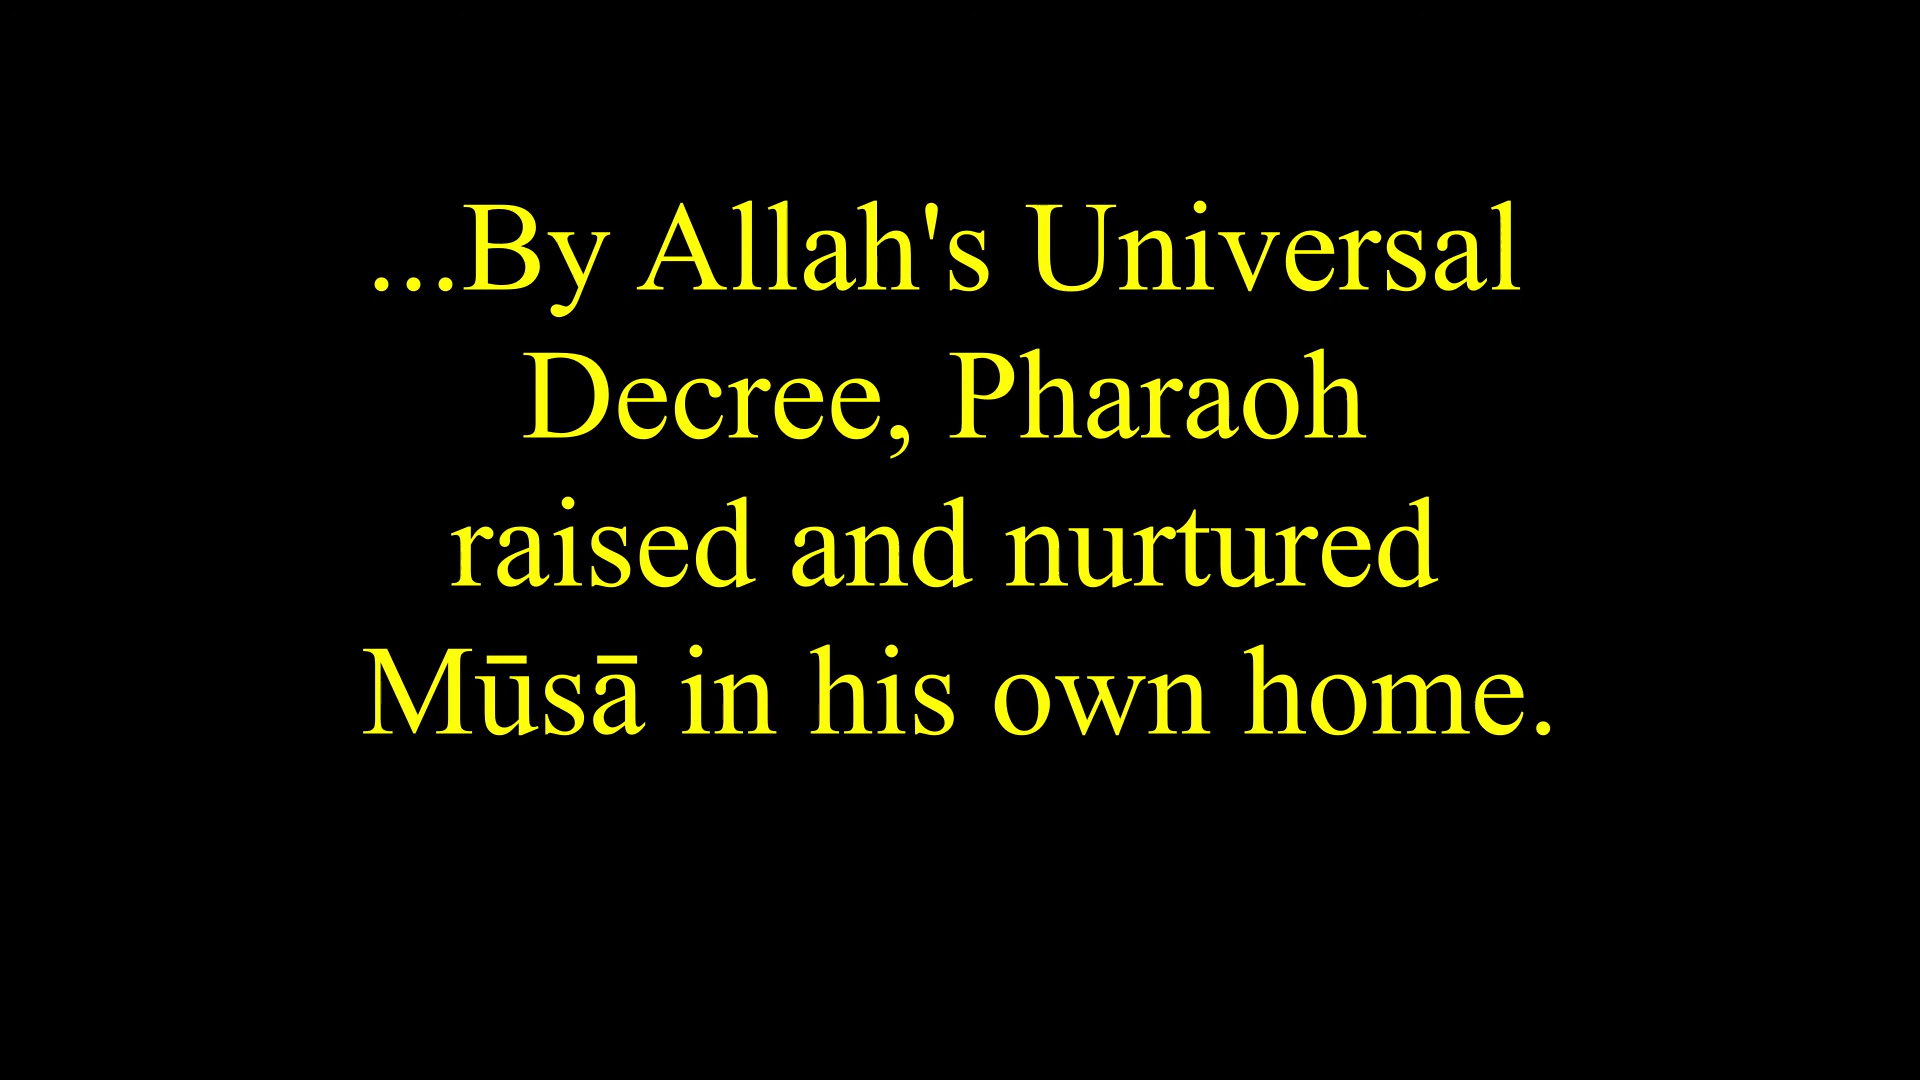 ...By Allah's Universal
Decree, Pharaoh
raised and nurtured
Mūsā in his own home.